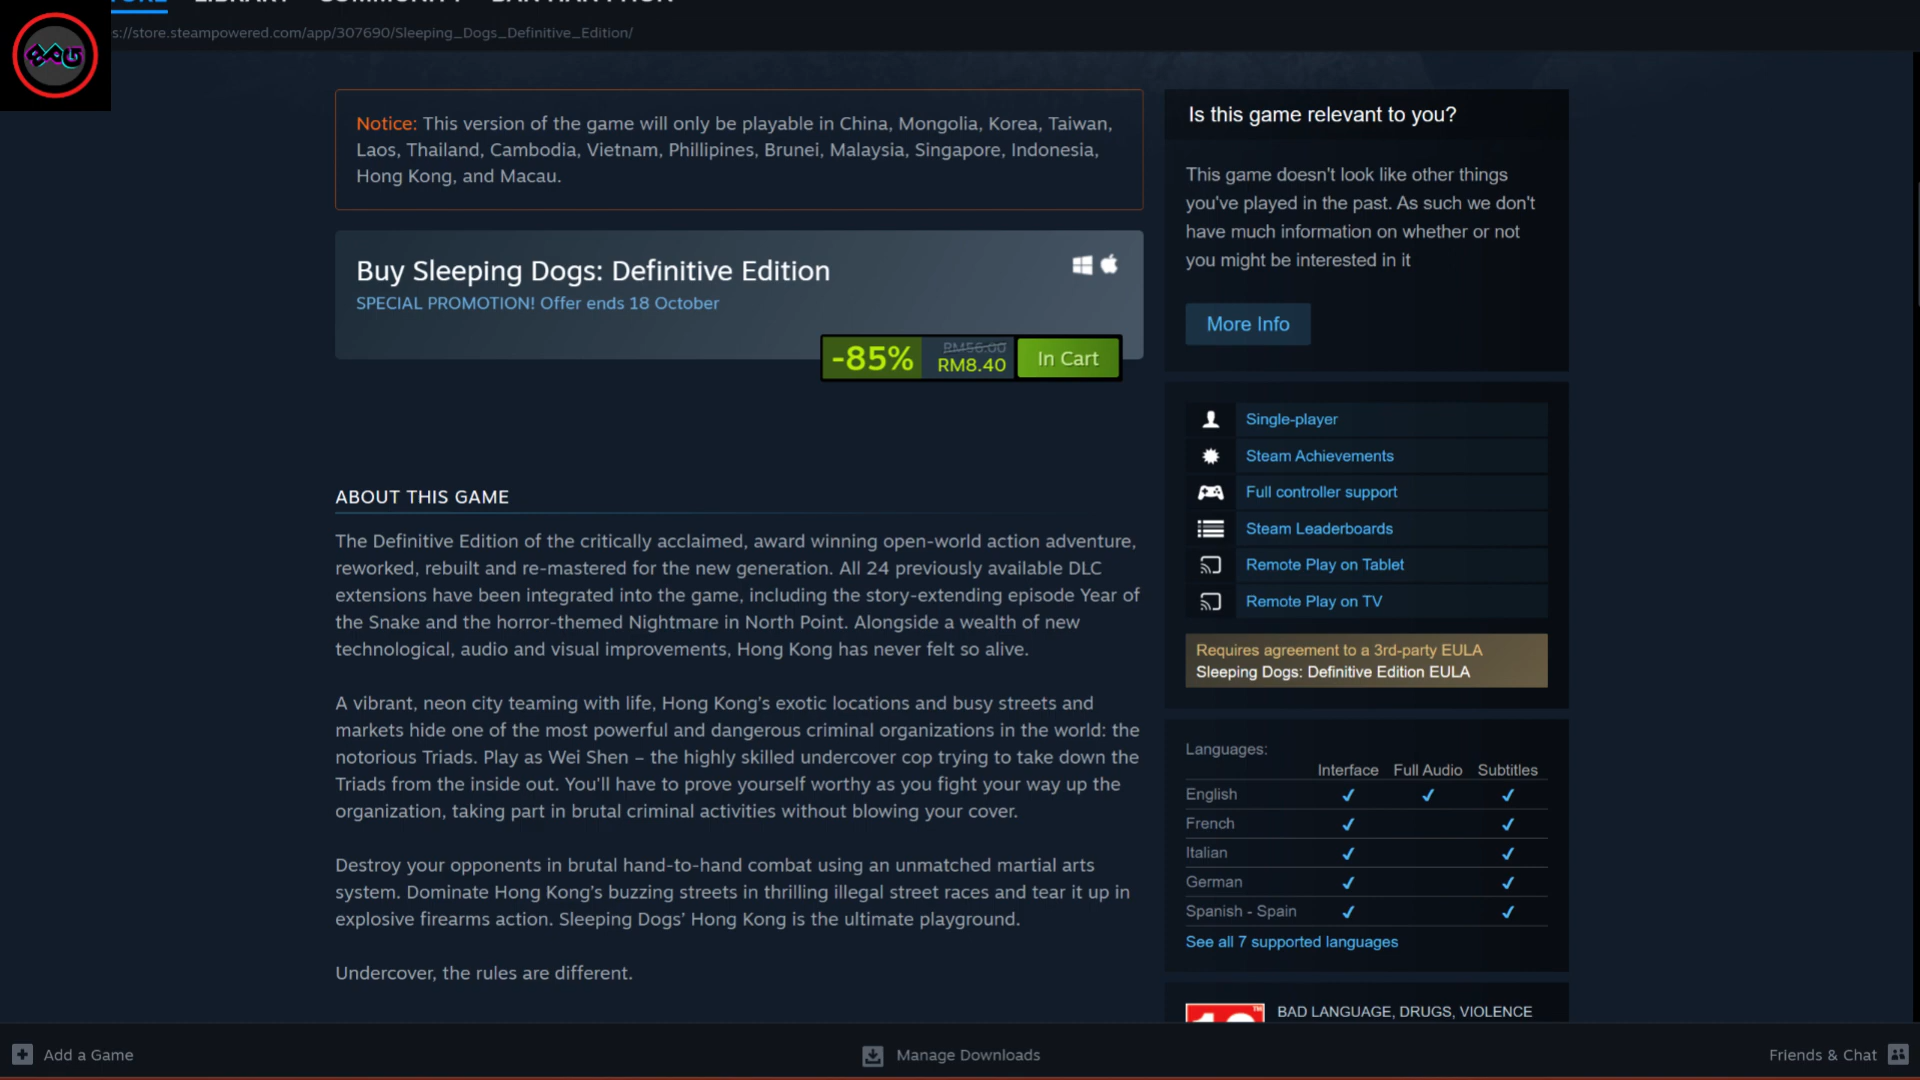 s://store.steampowered.com/app/307690/Sleeping_Dogs_Definitive_Edition/
Notice: This version of the game will only be playable in China, Mongolia, Korea, Taiwan,
Laos, Thailand, Cambodia, Vietnam, Phillipines, Brunei, Malaysia, Singapore, Indonesia,
Hong Kong, and Macau.
Buy Sleeping Dogs: Definitive Edition
SPECIAL PROMOTION! Offer ends 18 October
-85%
RM56.00
RM8.40
In Cart
ABOUT THIS GAME
The Definitive Edition of the critically acclaimed, award winning open-world action adventure,
reworked, rebuilt and re-mastered for the new generation. All 24 previously available DLC
extensions have been integrated into the game, including the story-extending episode Year of
the Snake and the horror-themed Nightmare in North Point. Alongside a wealth of new
technological, audio and visual improvements, Hong Kong has never felt so alive.
A vibrant, neon city teaming with life, Hong Kong's exotic locations and busy streets and
markets hide one of the most powerful and dangerous criminal organizations in the world: the
notorious Triads. Play as Wei Shen – the highly skilled undercover cop trying to take down the
Triads from the inside out. You'll have to prove yourself worthy as you fight your way up the
organization, taking part in brutal criminal activities without blowing your cover.
Destroy your opponents in brutal hand-to-hand combat using an unmatched martial arts
system. Dominate Hong Kong's buzzing streets in thrilling illegal street races and tear it up in
explosive firearms action. Sleeping Dogs' Hong Kong is the ultimate playground.
Undercover, the rules are different.
Is this game relevant to you?
This game doesn't look like other things
you've played in the past. As such we don't
have much information on whether or not
you might be interested in it
More Info
Single-player
Steam Achievements
Full controller support
Steam Leaderboards
Remote Play on Tablet
Remote Play on TV
Requires agreement to a 3rd-party EULA
Sleeping Dogs: Definitive Edition EULA
Languages:
Interface Full Audio Subtitles
English
French
Italian
German
Spanish - Spain
See all 7 supported languages
BAD LANGUAGE, DRUGS, VIOLENCE
Add a Game
Manage Downloads
Friends & Chat